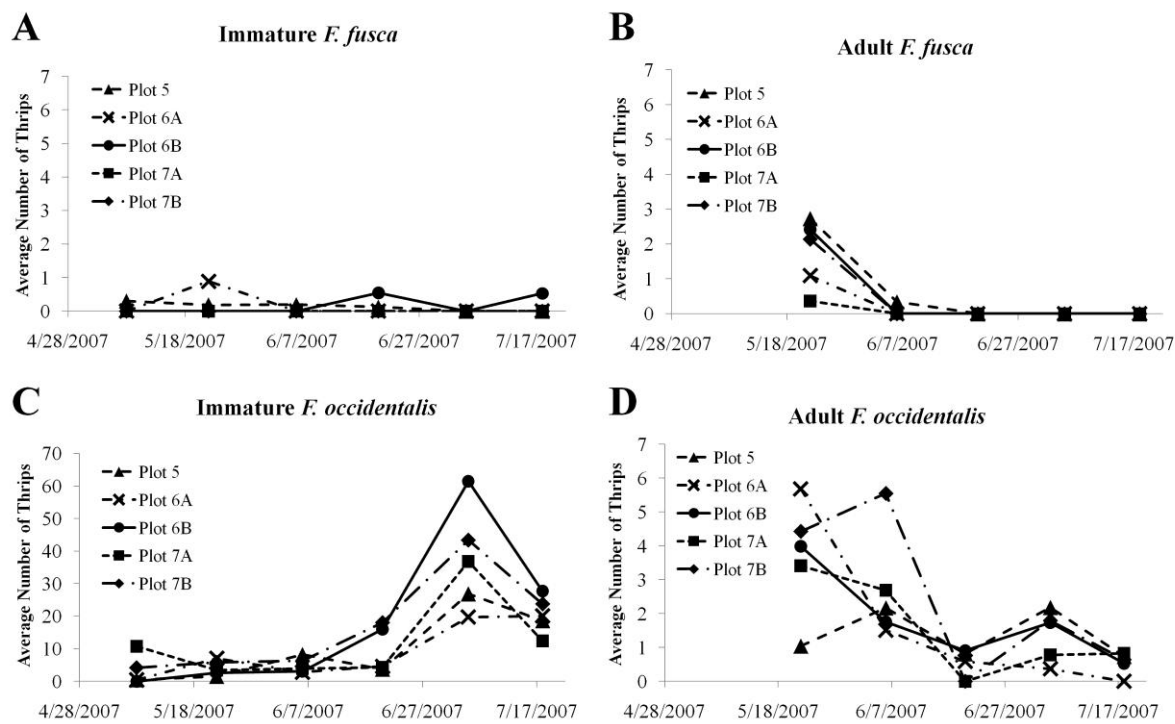 A
Immature F. fusca
Average Number of Thrips
7
6
5
4
3
2
1
0
Plot 5
Plot 6A
Plot 6B
Plot 7A
Plot 7B
4/28/2007 5/18/2007 6/7/2007 6/27/2007 7/17/2007
B
Adult F. fusca
Average Number of Thrips
7
6
5
4
3
2
1
0
Plot 5
Plot 6A
Plot 6B
Plot 7A
Plot 7B
4/28/2007 5/18/2007 6/7/2007 6/27/2007 7/17/2007
C
Immature F. occidentalis
Average Number of Thrips
70
60
50
40
30
20
10
0
Plot 5
Plot 6A
Plot 6B
Plot 7A
Plot 7B
4/28/2007 5/18/2007 6/7/2007 6/27/2007 7/17/2007
D
Adult F. occidentalis
Average Number of Thrips
7
6
5
4
3
2
1
0
Plot 5
Plot 6A
Plot 6B
Plot 7A
Plot 7B
4/28/2007 5/18/2007 6/7/2007 6/27/2007 7/17/2007